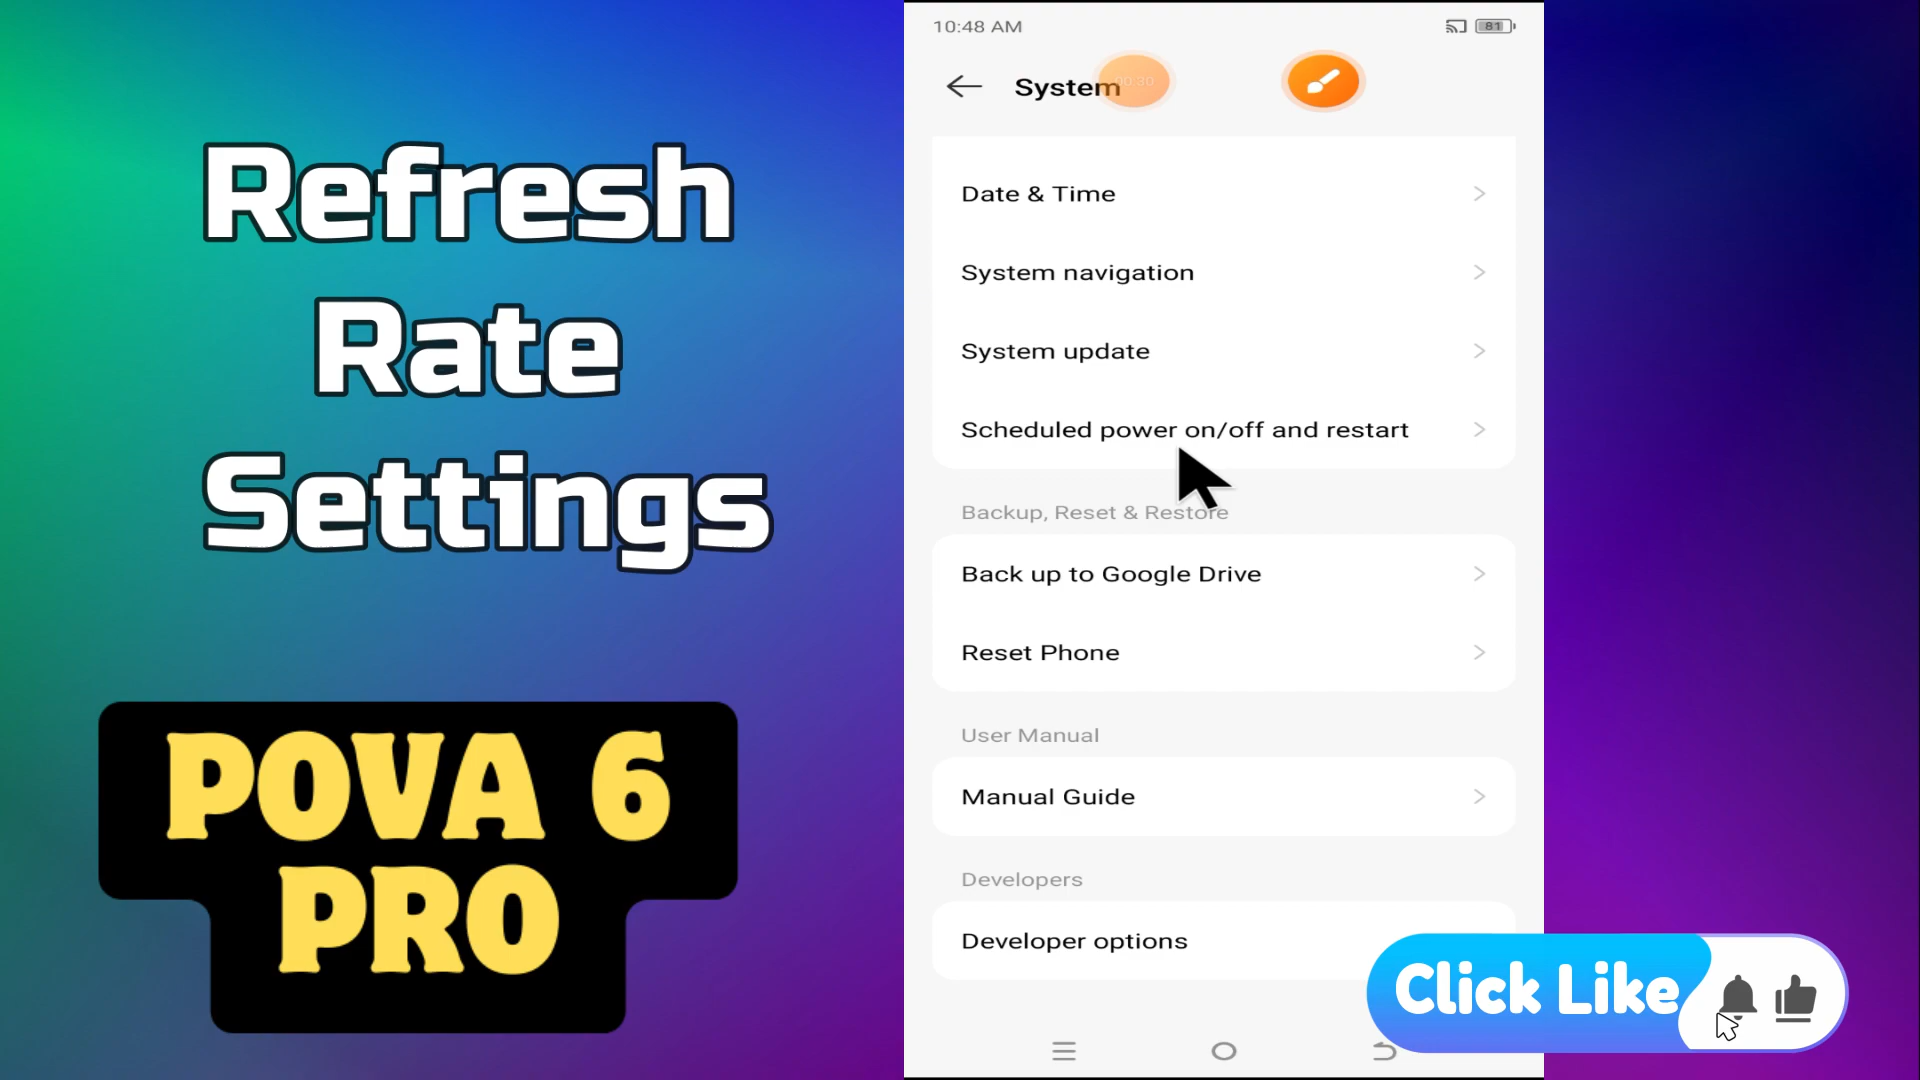 Refresh
Rate
Settings
POVA 6
PRO
10:48 AM
81
System
00:30
Date & Time
System navigation
System update
Scheduled power on/off and restart
Backup, Reset & Restore
Back up to Google Drive
Reset Phone
User Manual
Manual Guide
Developers
Developer options
Click Like